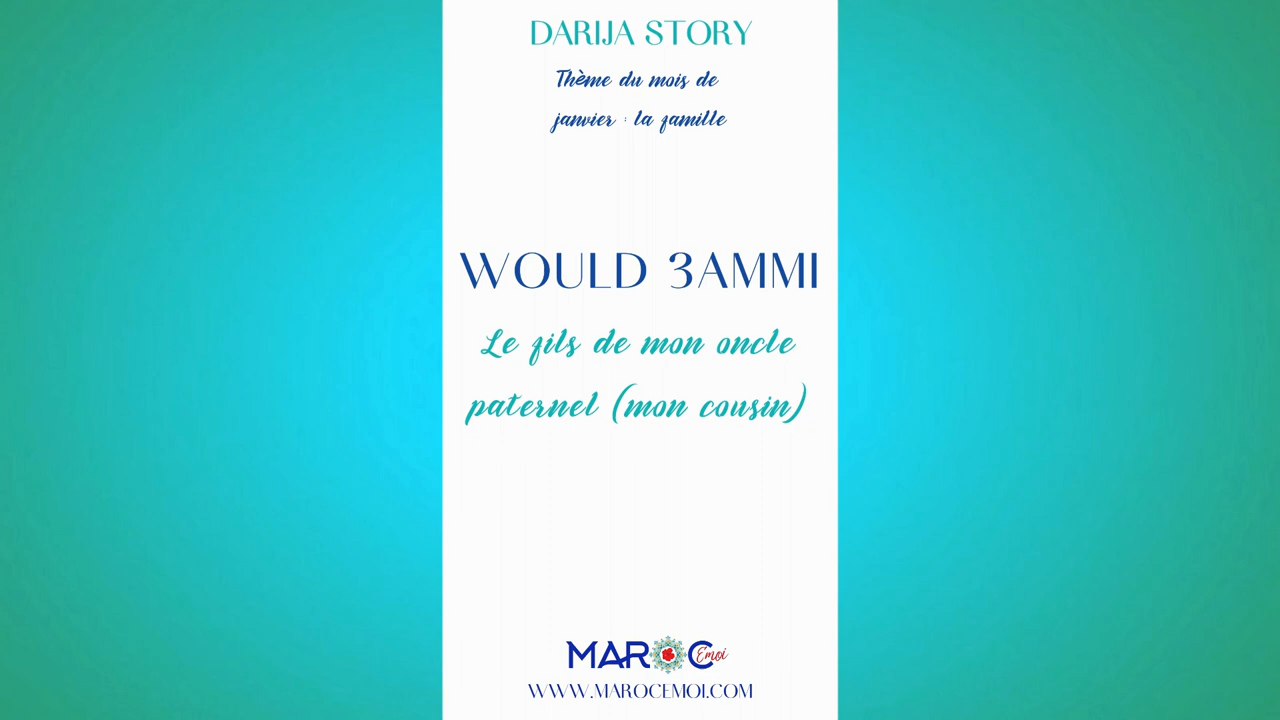 DARIJA STORY
Thème du mois de
janvier : la famille
WOULD 3AMMI
Le fils de mon oncle
paternel (mon cousin)
MAROC Émoi
WWW.MAROCEMOI.COM